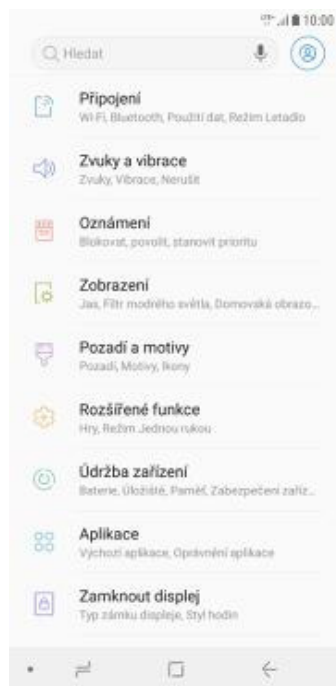 10:00
Hledat
Připojení
Wi-Fi, Bluetooth, Použití dat, Režim Letadlo
Zvuky a vibrace
Zvuky, Vibrace, Nerušit
Oznámení
Blokovat, povolit, stanovit prioritu
Zobrazení
Jas, Filtr modrého světla, Domovská obrazo...
Pozadí a motivy
Pozadí, Motivy, Ikony
Rozšířené funkce
Hry, Režim Jednou rukou
Údržba zařízení
Baterie, Úložiště, Paměť, Zabezpečení zaříz...
Aplikace
Výchozí aplikace, Oprávnění aplikace
Zamknout displej
Typ zámku displeje, Styl hodin